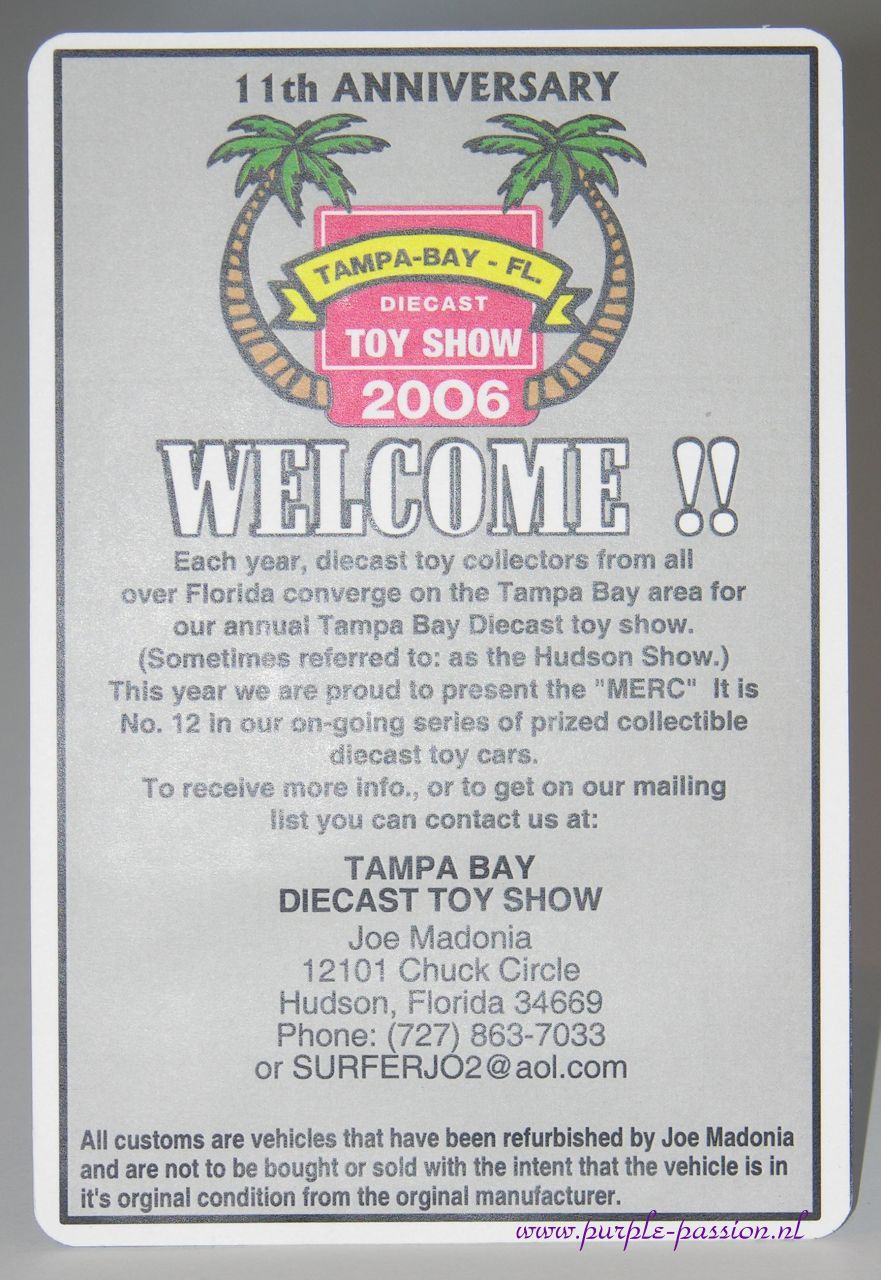 11th ANNIVERSARY
TAMPA-BAY - FL.
DIECAST
TOY SHOW
2006
WELCOME !!
Each year, diecast toy collectors from all
over Florida converge on the Tampa Bay area for
our annual Tampa Bay Diecast toy show.
(Sometimes referred to: as the Hudson Show.)
This year we are proud to present the "MERC" It is
No. 12 in our on-going series of prized collectible
diecast toy cars.
To receive more info., or to get on our mailing
list you can contact us at:
TAMPA BAY
DIECAST TOY SHOW
Joe Madonia
12101 Chuck Circle
Hudson, Florida 34669
Phone: (727) 863-7033
or SURFERJO2@aol.com
All customs are vehicles that have been refurbished by Joe Madonia
and are not to be bought or sold with the intent that the vehicle is in
it's orginal condition from the orginal manufacturer.
www.purple-passion.nl